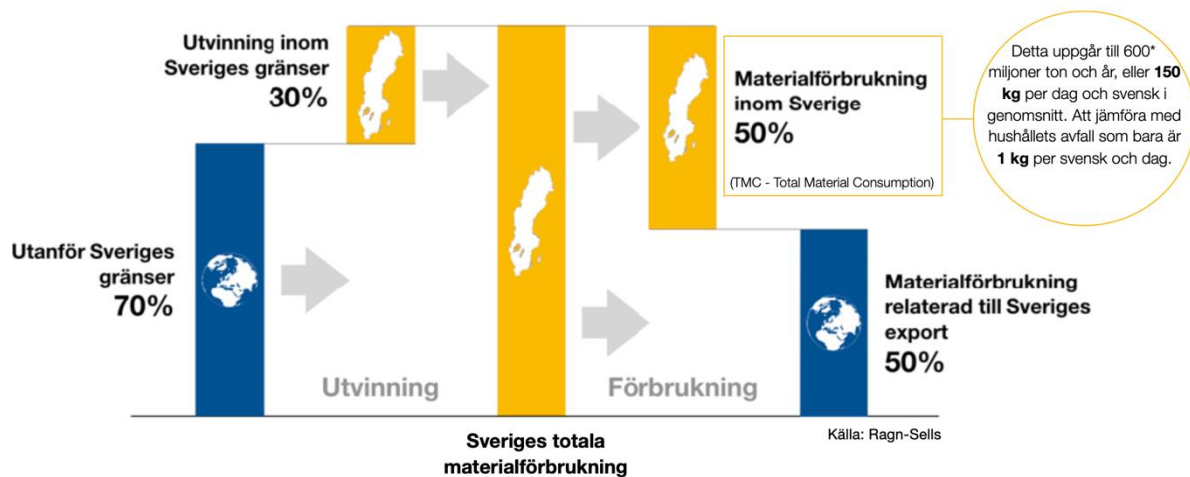 Utvinning inom
Sveriges gränser
30%
Utanför Sveriges
gränser
70%
Utvinning
Sveriges totala
materialförbrukning
Förbrukning
Materialförbrukning
inom Sverige
50%
(TMC - Total Material Consumption)
Detta uppgår till 600*
miljoner ton och år, eller 150
kg per dag och svensk i
genomsnitt. Att jämföra med
hushållets avfall som bara är
1 kg per svensk och dag.
Materialförbrukning
relaterad till Sveriges
export
50%
Källa: Ragn-Sells